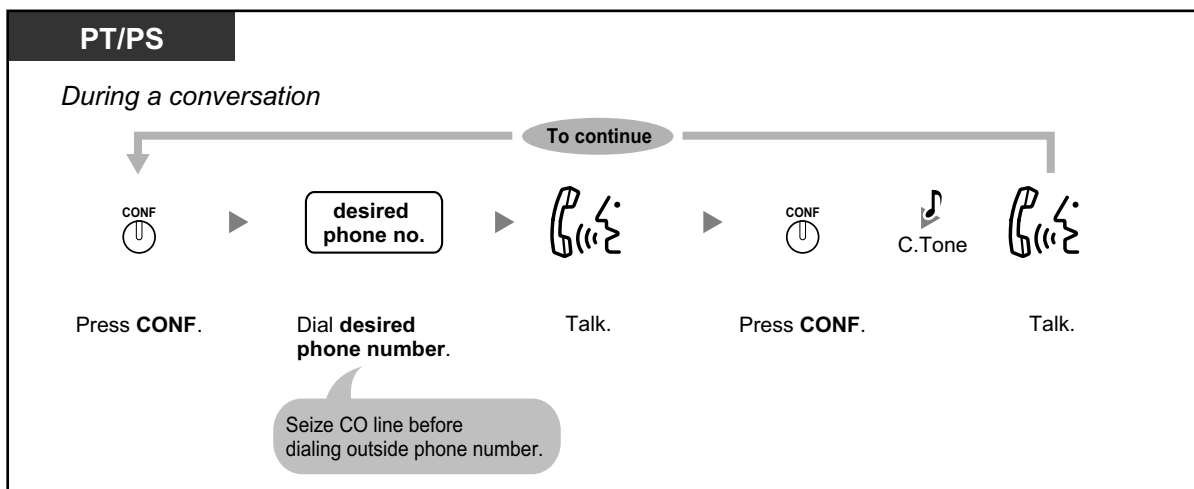 PT/PS
During a conversation
To continue
CONF
desired
phone no.
CONF
C.Tone
Press CONF.
Dial desired
phone number.
Talk.
Press CONF.
Talk.
Seize CO line before
dialing outside phone number.